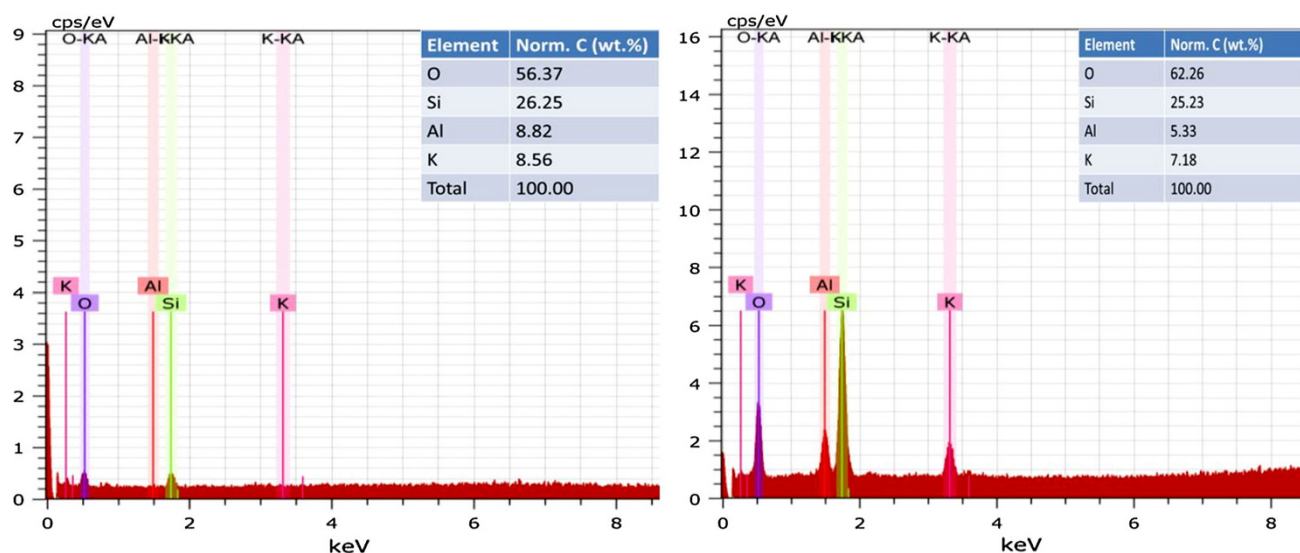 cps/eV
9
8
7
6
5
4
3
2
1
0
O-KA Al-KKA K-KA
Element Norm. C (wt.%)
O 56.37
Si 26.25
Al 8.82
K 8.56
Total 100.00
K Al
O Si K
0 2 4 6 8
keV
cps/eV
16
14
12
10
8
6
4
2
0
O-KA Al-KKA K-KA
Element Norm. C (wt.%)
O 62.26
Si 25.23
Al 5.33
K 7.18
Total 100.00
K Al
O Si K
0 2 4 6 8
keV